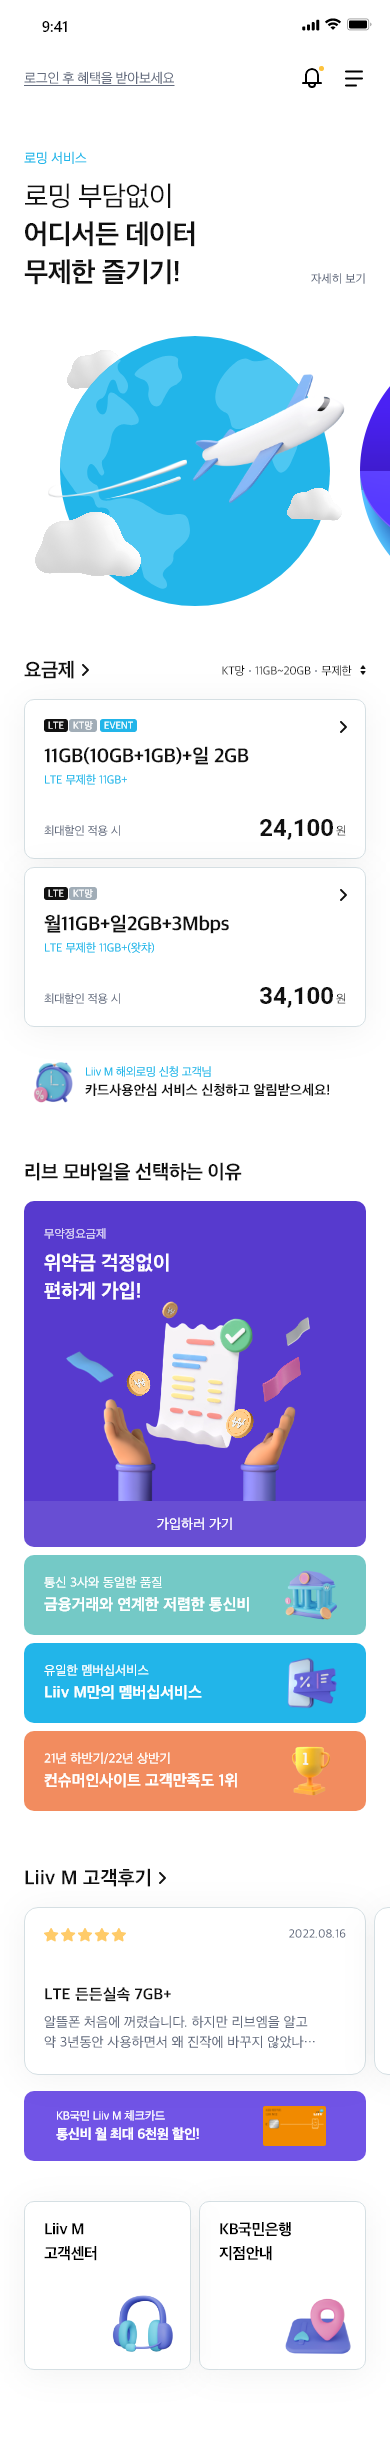 9:41
로그인 후 혜택을 받아보세요
로밍 서비스
로밍 부담없이
어디서든 데이터
무제한 즐기기!
자세히 보기
요금제
KT망 · 11GB~20GB · 무제한
LTE KT망 EVENT
11GB(10GB+1GB)+일 2GB
LTE 무제한 11GB+
최대할인 적용 시
24,100원
LTE KT망
월11GB+일2GB+3Mbps
LTE 무제한 11GB+(왓챠)
최대할인 적용 시
34,100원
Liiv M 해외로밍 신청 고객님
카드사용안심 서비스 신청하고 알림받으세요!
리브 모바일을 선택하는 이유
무약정요금제
위약금 걱정없이
편하게 가입!
가입하러 가기
통신 3사와 동일한 품질
금융거래와 연계한 저렴한 통신비
유일한 멤버십서비스
Liiv M만의 멤버십서비스
21년 하반기/22년 상반기
컨슈머인사이트 고객만족도 1위
1
Liiv M 고객후기
2022.08.16
LTE 든든실속 7GB+
알뜰폰 처음에 꺼렸습니다. 하지만 리브엠을 알고
약 3년동안 사용하면서 왜 진작에 바꾸지 않았나…
KB국민 Liiv M 체크카드
통신비 월 최대 6천원 할인!
Liiv M
고객센터
KB국민은행
지점안내